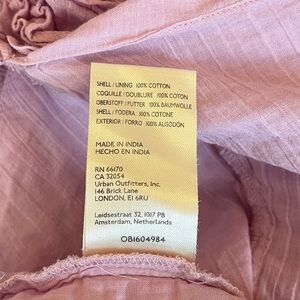 SHELL / LINING 100% COTTON
COQUILLE / DOUBLURE 100% COTON
OBERSTOFF / FUTTER 100% BAUMWOLLE
SHELL / FODERA 100% COTONE
EXTERIOR / FORRO 100% ALGODÓN
MADE IN INDIA
HECHO EN INDIA
RN 66170
CA 32054
Urban Outfitters, Inc.
146 Brick Lane
LONDON, E1 6RU
Leidsestraat 32, 1017 PB
Amsterdam, Netherlands
OB1604984